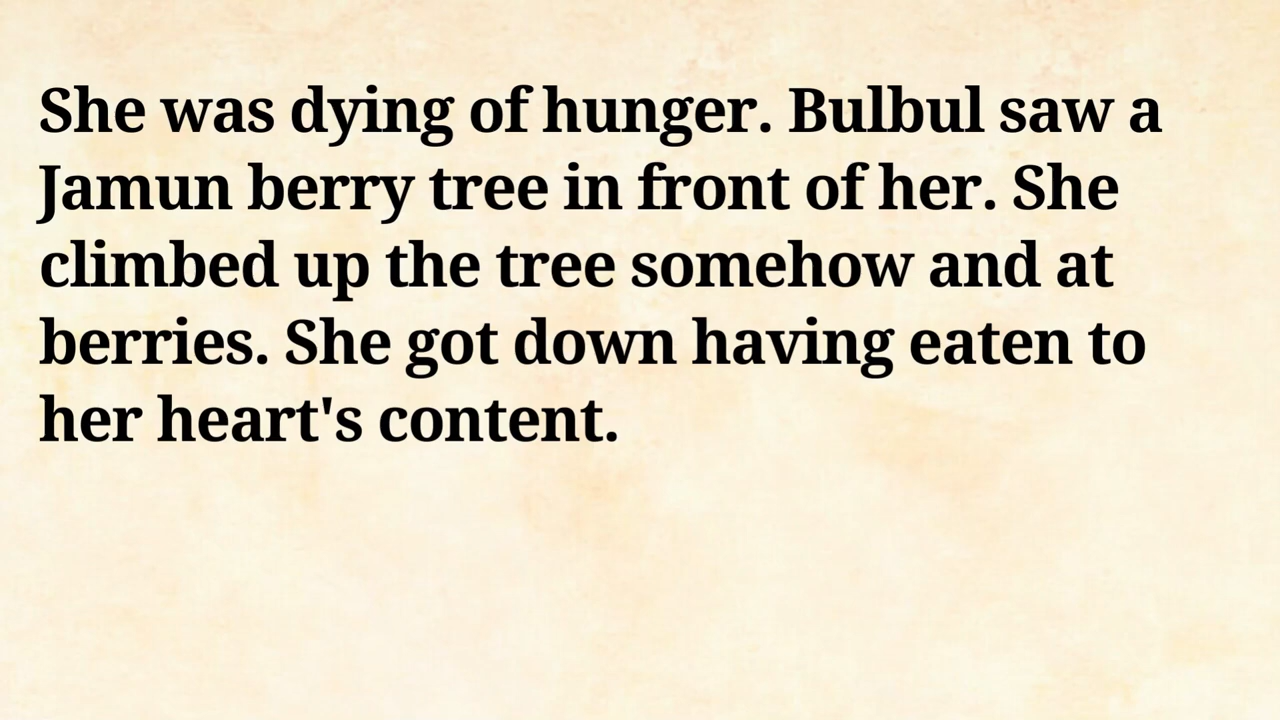 She was dying of hunger. Bulbul saw a
Jamun berry tree in front of her. She
climbed up the tree somehow and at
berries. She got down having eaten to
her heart's content.